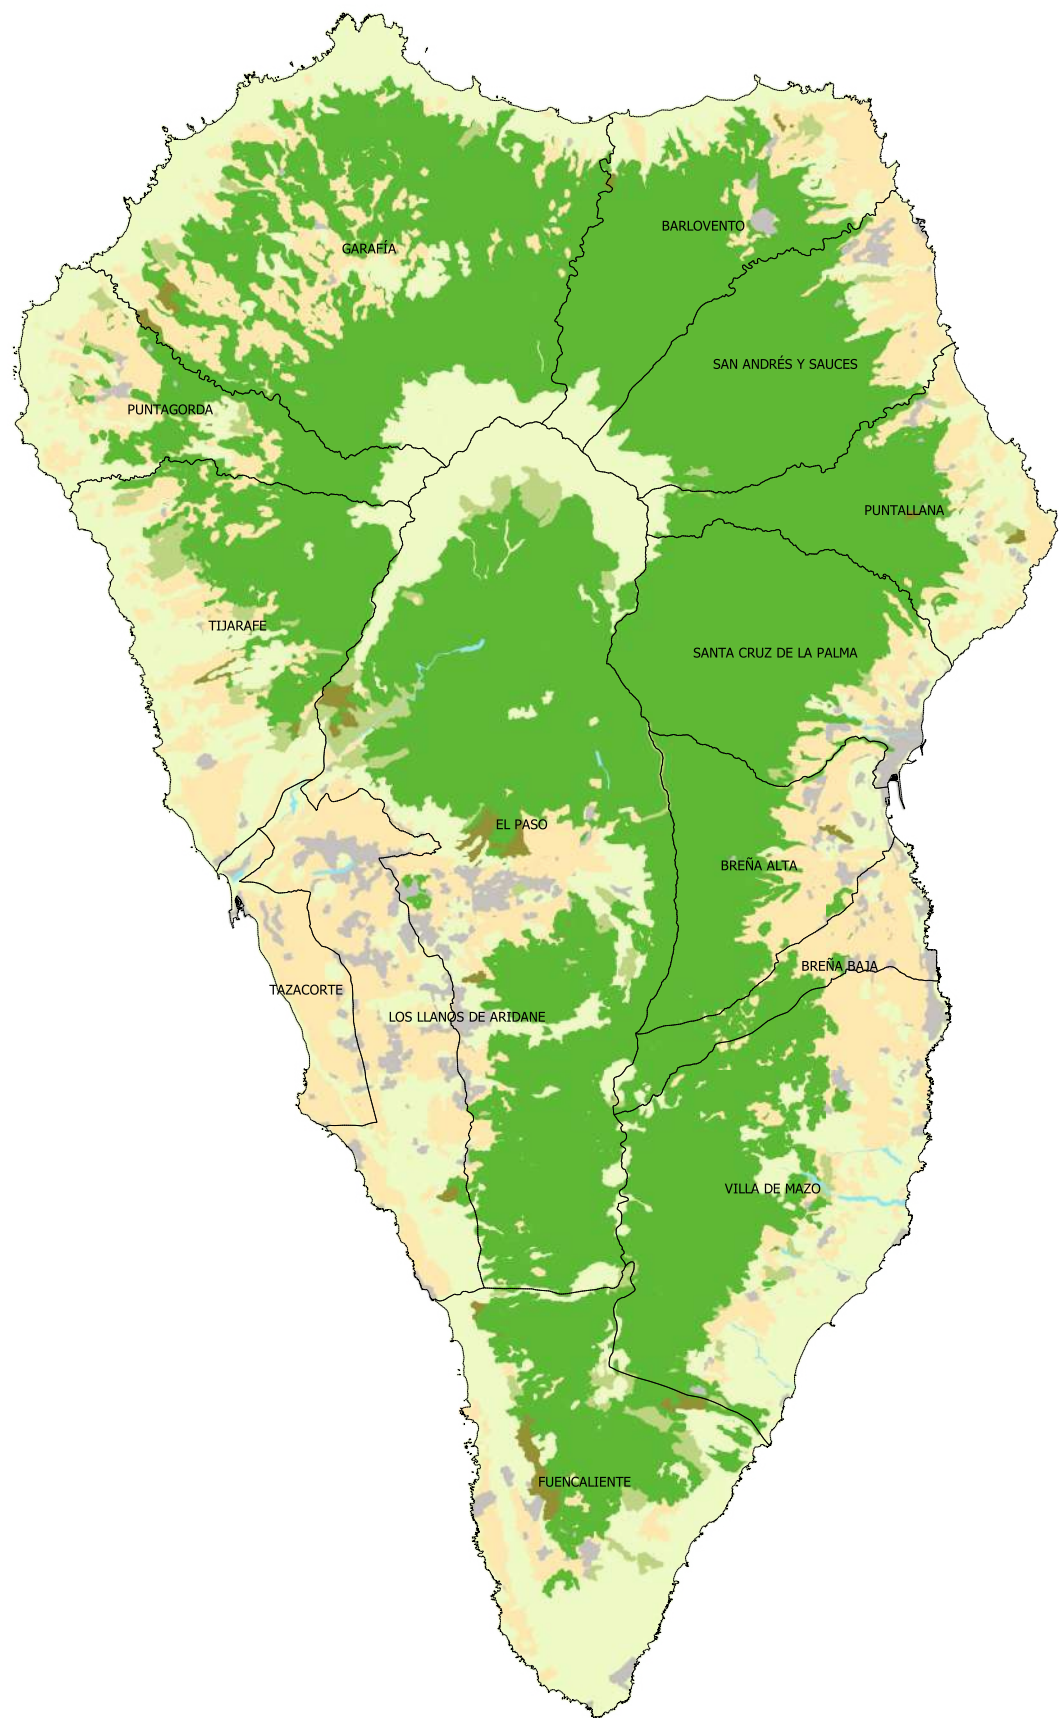 BARLOVENTO
GARAFÍA
SAN ANDRÉS Y SAUCES
PUNTAGORDA
PUNTALLANA
TIJARAFE
SANTA CRUZ DE LA PALMA
EL PASO
BREÑA ALTA
BREÑA BAJA
TAZACORTE
LOS LLANOS DE ARIDANE
VILLA DE MAZO
FUENCALIENTE